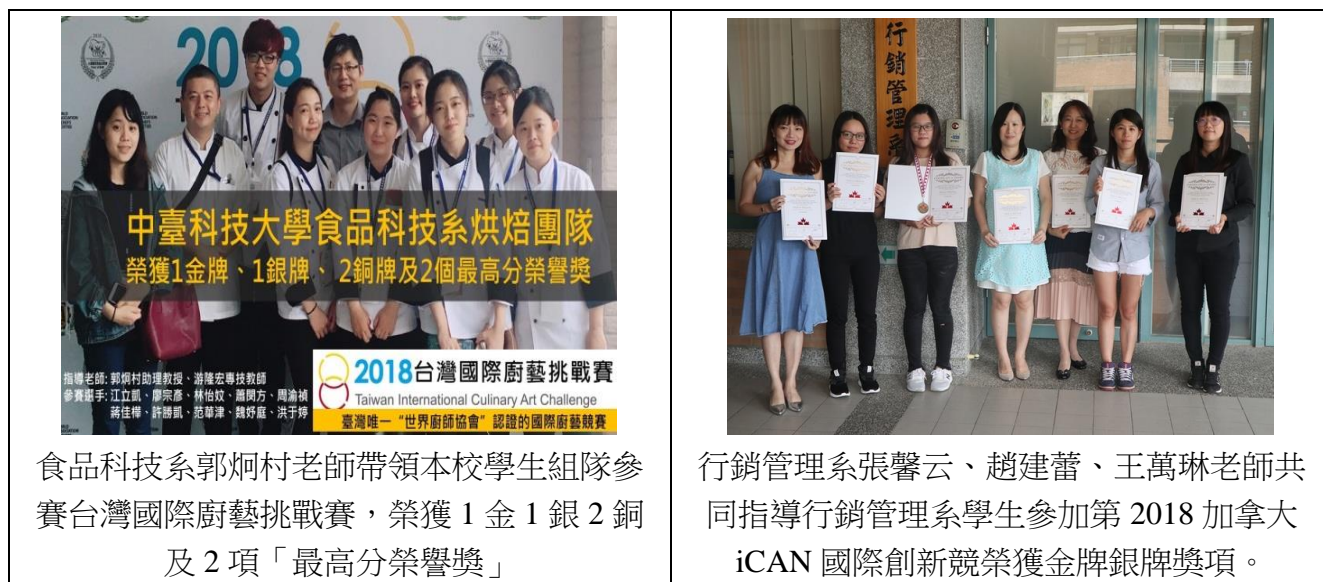 2018
中臺科技大學食品科技系烘焙團隊
榮獲1金牌、1銀牌、 2銅牌及2個最高分榮譽獎
指導老師: 郭炯村助理教授、游隆宏專技教師
參賽選手: 江立凱、廖宗彥、林怡妏、蕭閔方、周渝禎
蔣佳樺、許勝凱、范華津、魏妤庭、洪于婷
2018台灣國際廚藝挑戰賽
Taiwan International Culinary Art Challenge
臺灣唯一 “世界廚師協會” 認證的國際廚藝競賽
食品科技系郭炯村老師帶領本校學生組隊參
賽台灣國際廚藝挑戰賽,榮獲 1 金 1 銀 2 銅
及 2 項「最高分榮譽獎」
行銷管理系
行銷管理系張馨云、趙建蕾、王萬琳老師共
同指導行銷管理系學生參加第 2018 加拿大
iCAN 國際創新競榮獲金牌銀牌獎項。